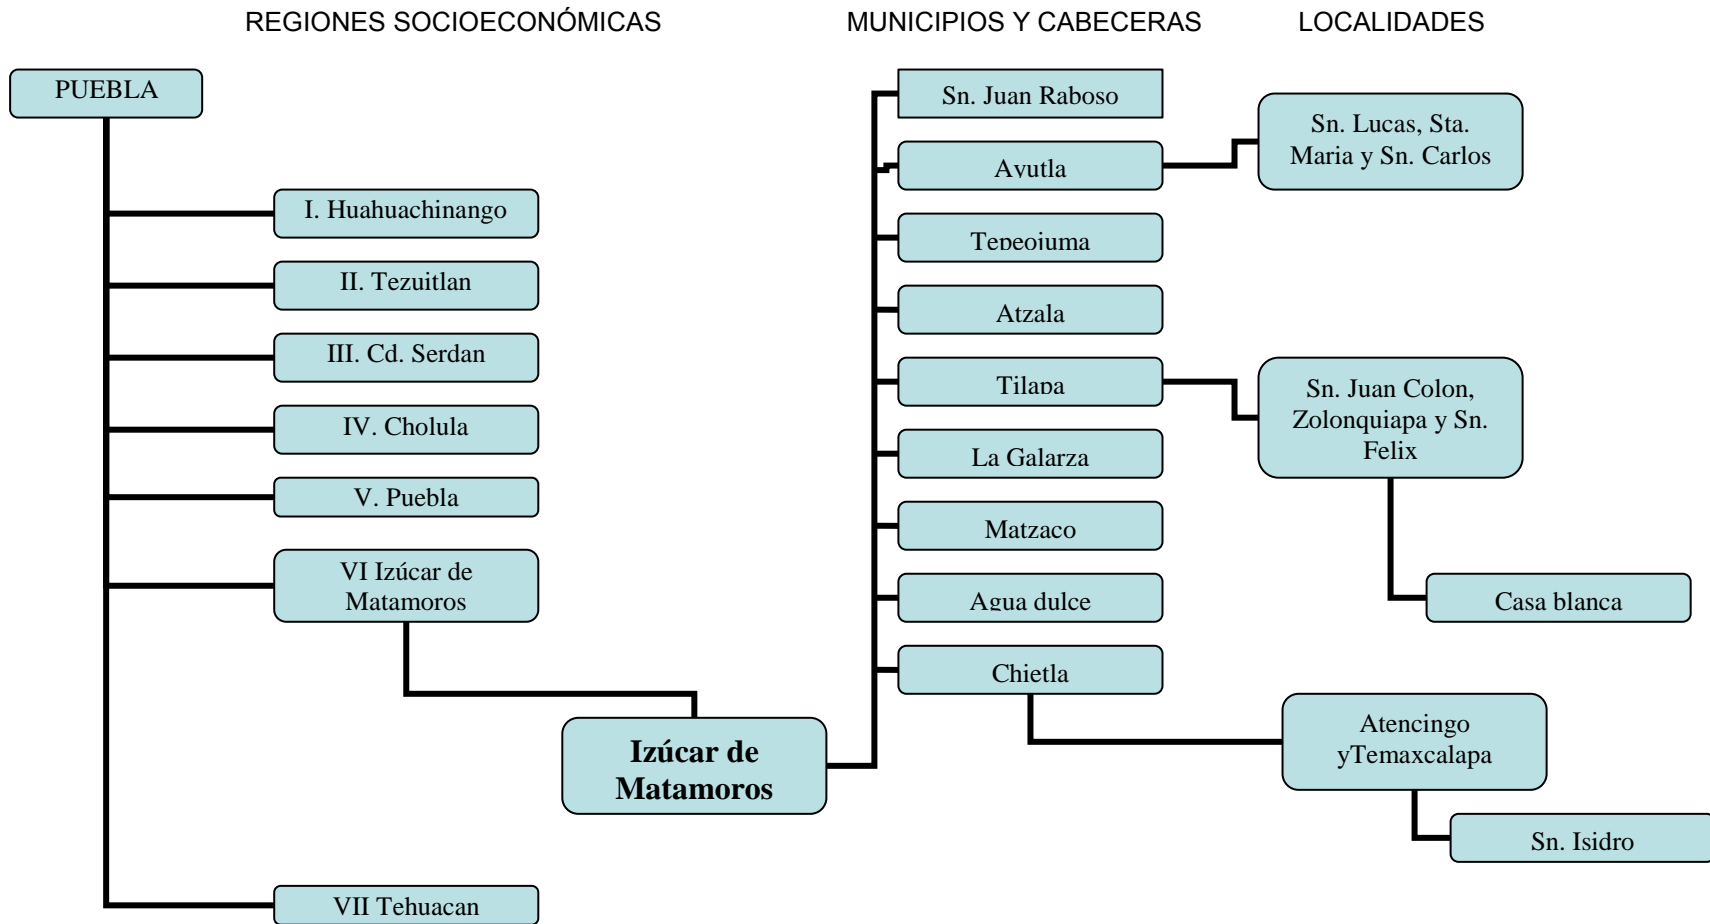 REGIONES SOCIOECONÓMICAS
MUNICIPIOS Y CABECERAS
LOCALIDADES
PUEBLA
I. Huahuachinango
II. Tezuitlan
III. Cd. Serdan
IV. Cholula
V. Puebla
VI Izúcar de
Matamoros
VII Tehuacan
Izúcar de
Matamoros
Sn. Juan Raboso
Ayutla
Tepeojuma
Atzala
Tilapa
La Galarza
Matzaco
Agua dulce
Chietla
Sn. Lucas, Sta.
Maria y Sn. Carlos
Sn. Juan Colon,
Zolonquiapa y Sn.
Felix
Casa blanca
Atencingo
yTemaxcalapa
Sn. Isidro